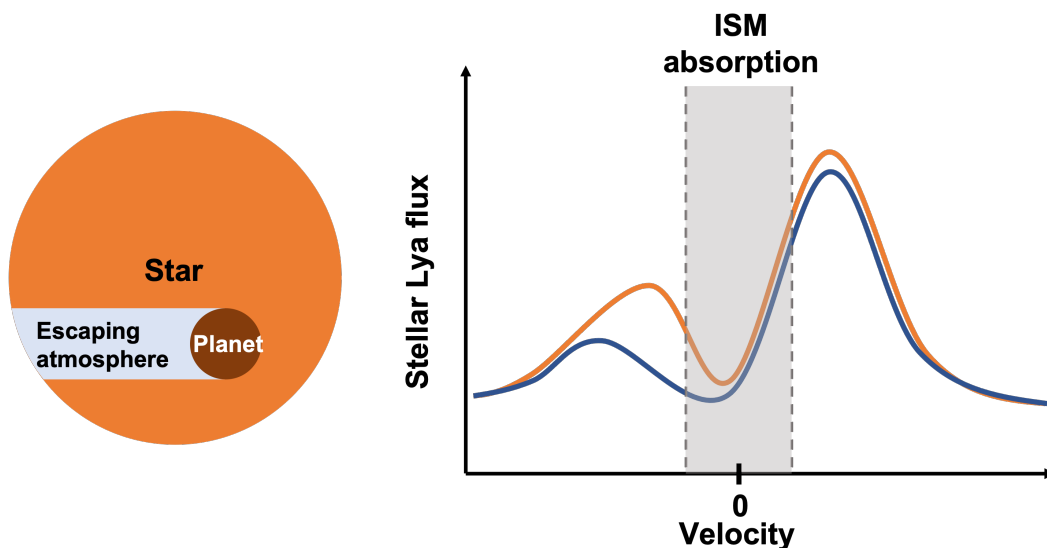 Star
Escaping
atmosphere
Planet
ISM
absorption
Stellar Lya flux
0
Velocity